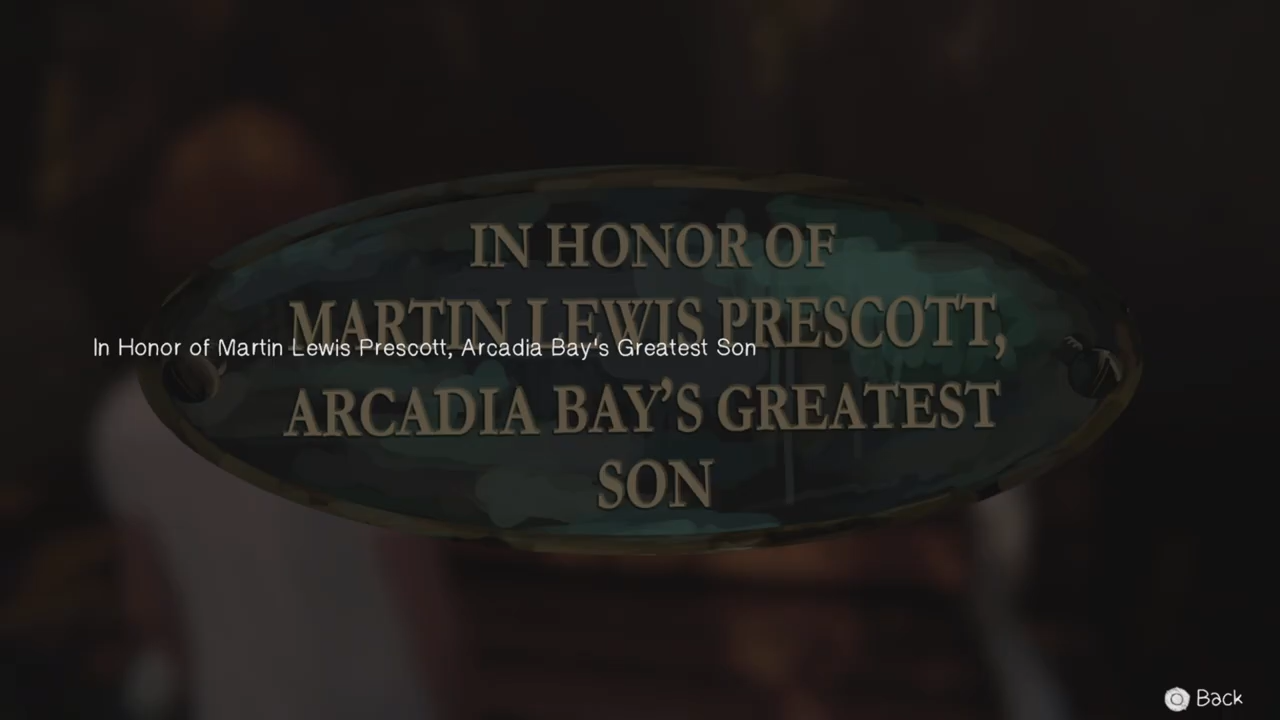 IN HONOR OF
MARTIN LEWIS PRESCOTT,
In Honor of Martin Lewis Prescott, Arcadia Bay's Greatest Son
ARCADIA BAY'S GREATEST
SON
Back